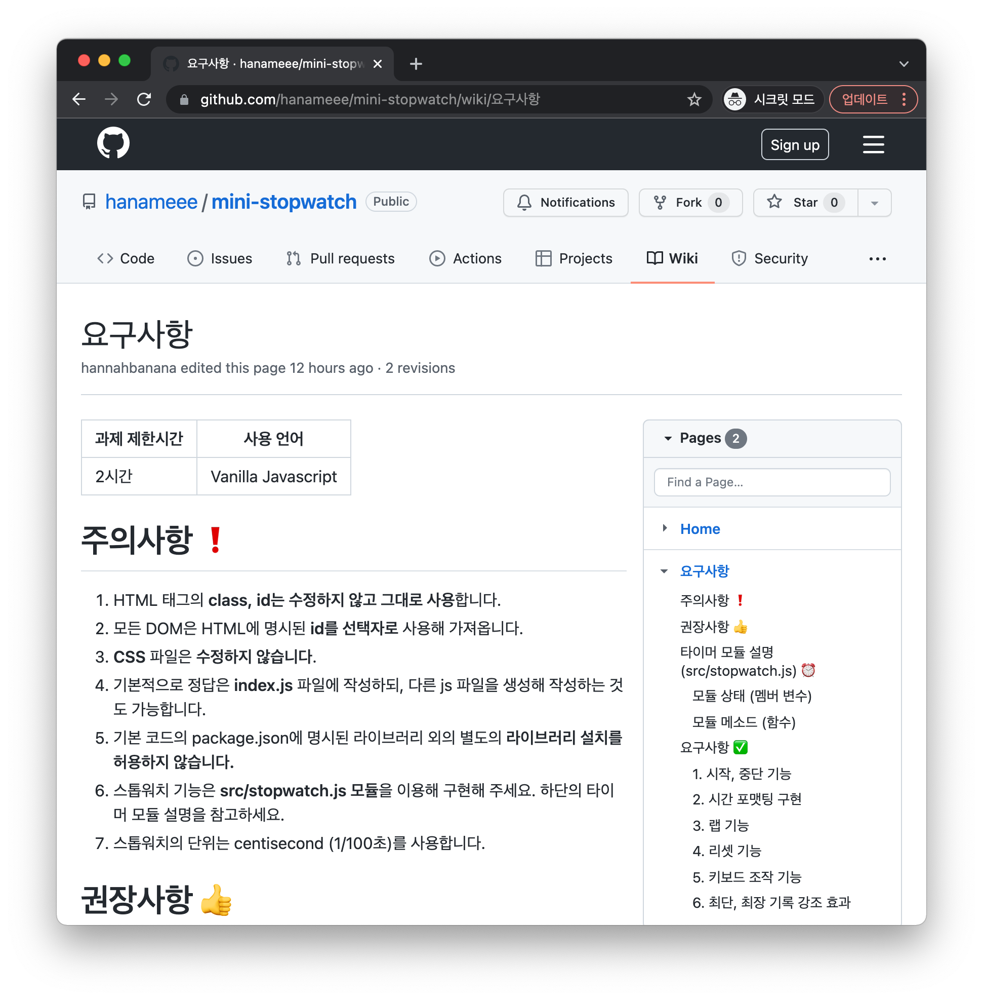 요구사항 · hanameee/mini-stopw
github.com/hanameee/mini-stopwatch/wiki/요구사항
시크릿 모드
업데이트
Sign up
hanameee / mini-stopwatch Public
Notifications
Fork 0
Star 0
Code
Issues
Pull requests
Actions
Projects
Wiki
Security
요구사항
hannahbanana edited this page 12 hours ago · 2 revisions
과제 제한시간 사용 언어
2시간 Vanilla Javascript
주의사항 ❗
1. HTML 태그의 class, id는 수정하지 않고 그대로 사용합니다.
2. 모든 DOM은 HTML에 명시된 id를 선택자로 사용해 가져옵니다.
3. CSS 파일은 수정하지 않습니다.
4. 기본적으로 정답은 index.js 파일에 작성하되, 다른 js 파일을 생성해 작성하는 것
도 가능합니다.
5. 기본 코드의 package.json에 명시된 라이브러리 외의 별도의 라이브러리 설치를
허용하지 않습니다.
6. 스톱워치 기능은 src/stopwatch.js 모듈을 이용해 구현해 주세요. 하단의 타이
머 모듈 설명을 참고하세요.
7. 스톱워치의 단위는 centisecond (1/100초)를 사용합니다.
권장사항 👍
Pages 2
Find a Page...
Home
요구사항
주의사항 ❗
권장사항 👍
타이머 모듈 설명
(src/stopwatch.js) ⏰
모듈 상태 (멤버 변수)
모듈 메소드 (함수)
요구사항 ✅
1. 시작, 중단 기능
2. 시간 포맷팅 구현
3. 랩 기능
4. 리셋 기능
5. 키보드 조작 기능
6. 최단, 최장 기록 강조 효과